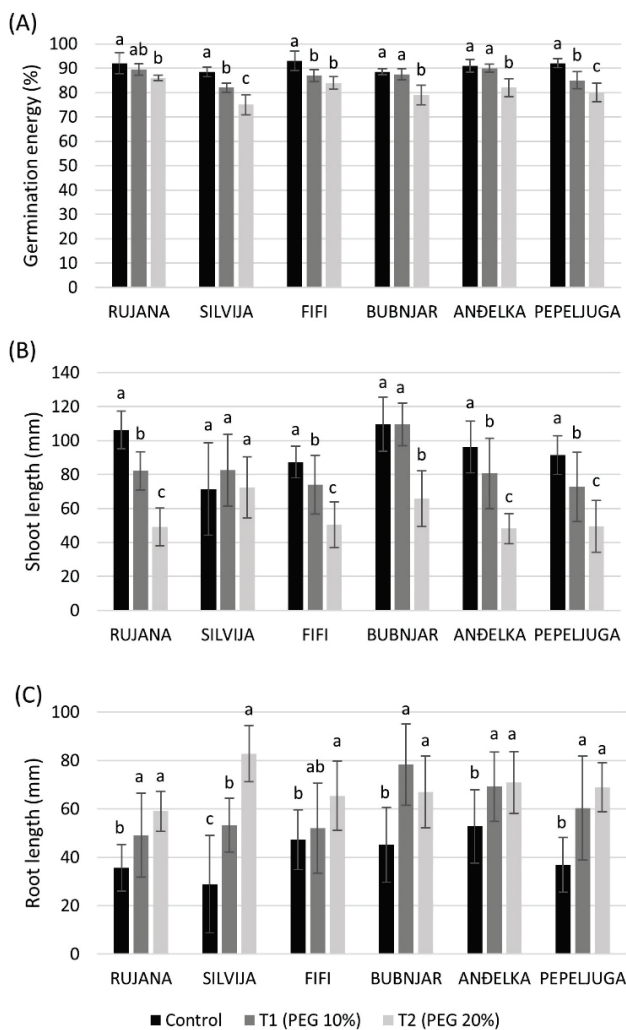 (A)
Germination energy (%)
100
90
80
70
60
50
40
30
20
10
0
a ab b a b c a b b a a b a a b a b c
RUJANA SILVIJA FIFI BUBNJAR ANĐELKA PEPELJUGA
(B)
Shoot length (mm)
140
120
100
80
60
40
20
0
a b c a a a a b c a a b a b c a b c
RUJANA SILVIJA FIFI BUBNJAR ANĐELKA PEPELJUGA
(C)
Root length (mm)
100
80
60
40
20
0
b a a c b a b ab a b a a b a a b a a
RUJANA SILVIJA FIFI BUBNJAR ANĐELKA PEPELJUGA
Control T1 (PEG 10%) T2 (PEG 20%)